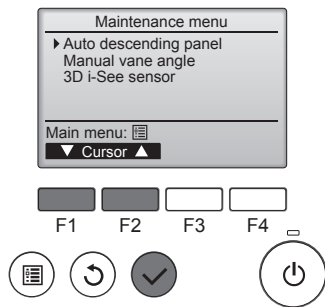 Maintenance menu
Auto descending panel
Manual vane angle
3D i-See sensor
Main menu:
Cursor
F1 F2 F3 F4